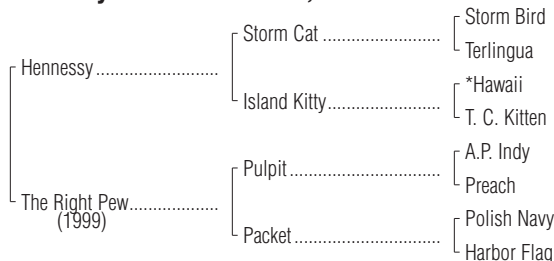 Storm Bird
Storm Cat ........................
Terlingua
Hennessy .........................
*Hawaii
Island Kitty.......................
T. C. Kitten
A.P. Indy
Pulpit ................................
Preach
The Right Pew..................
(1999)
Polish Navy
Packet ..............................
Harbor Flag